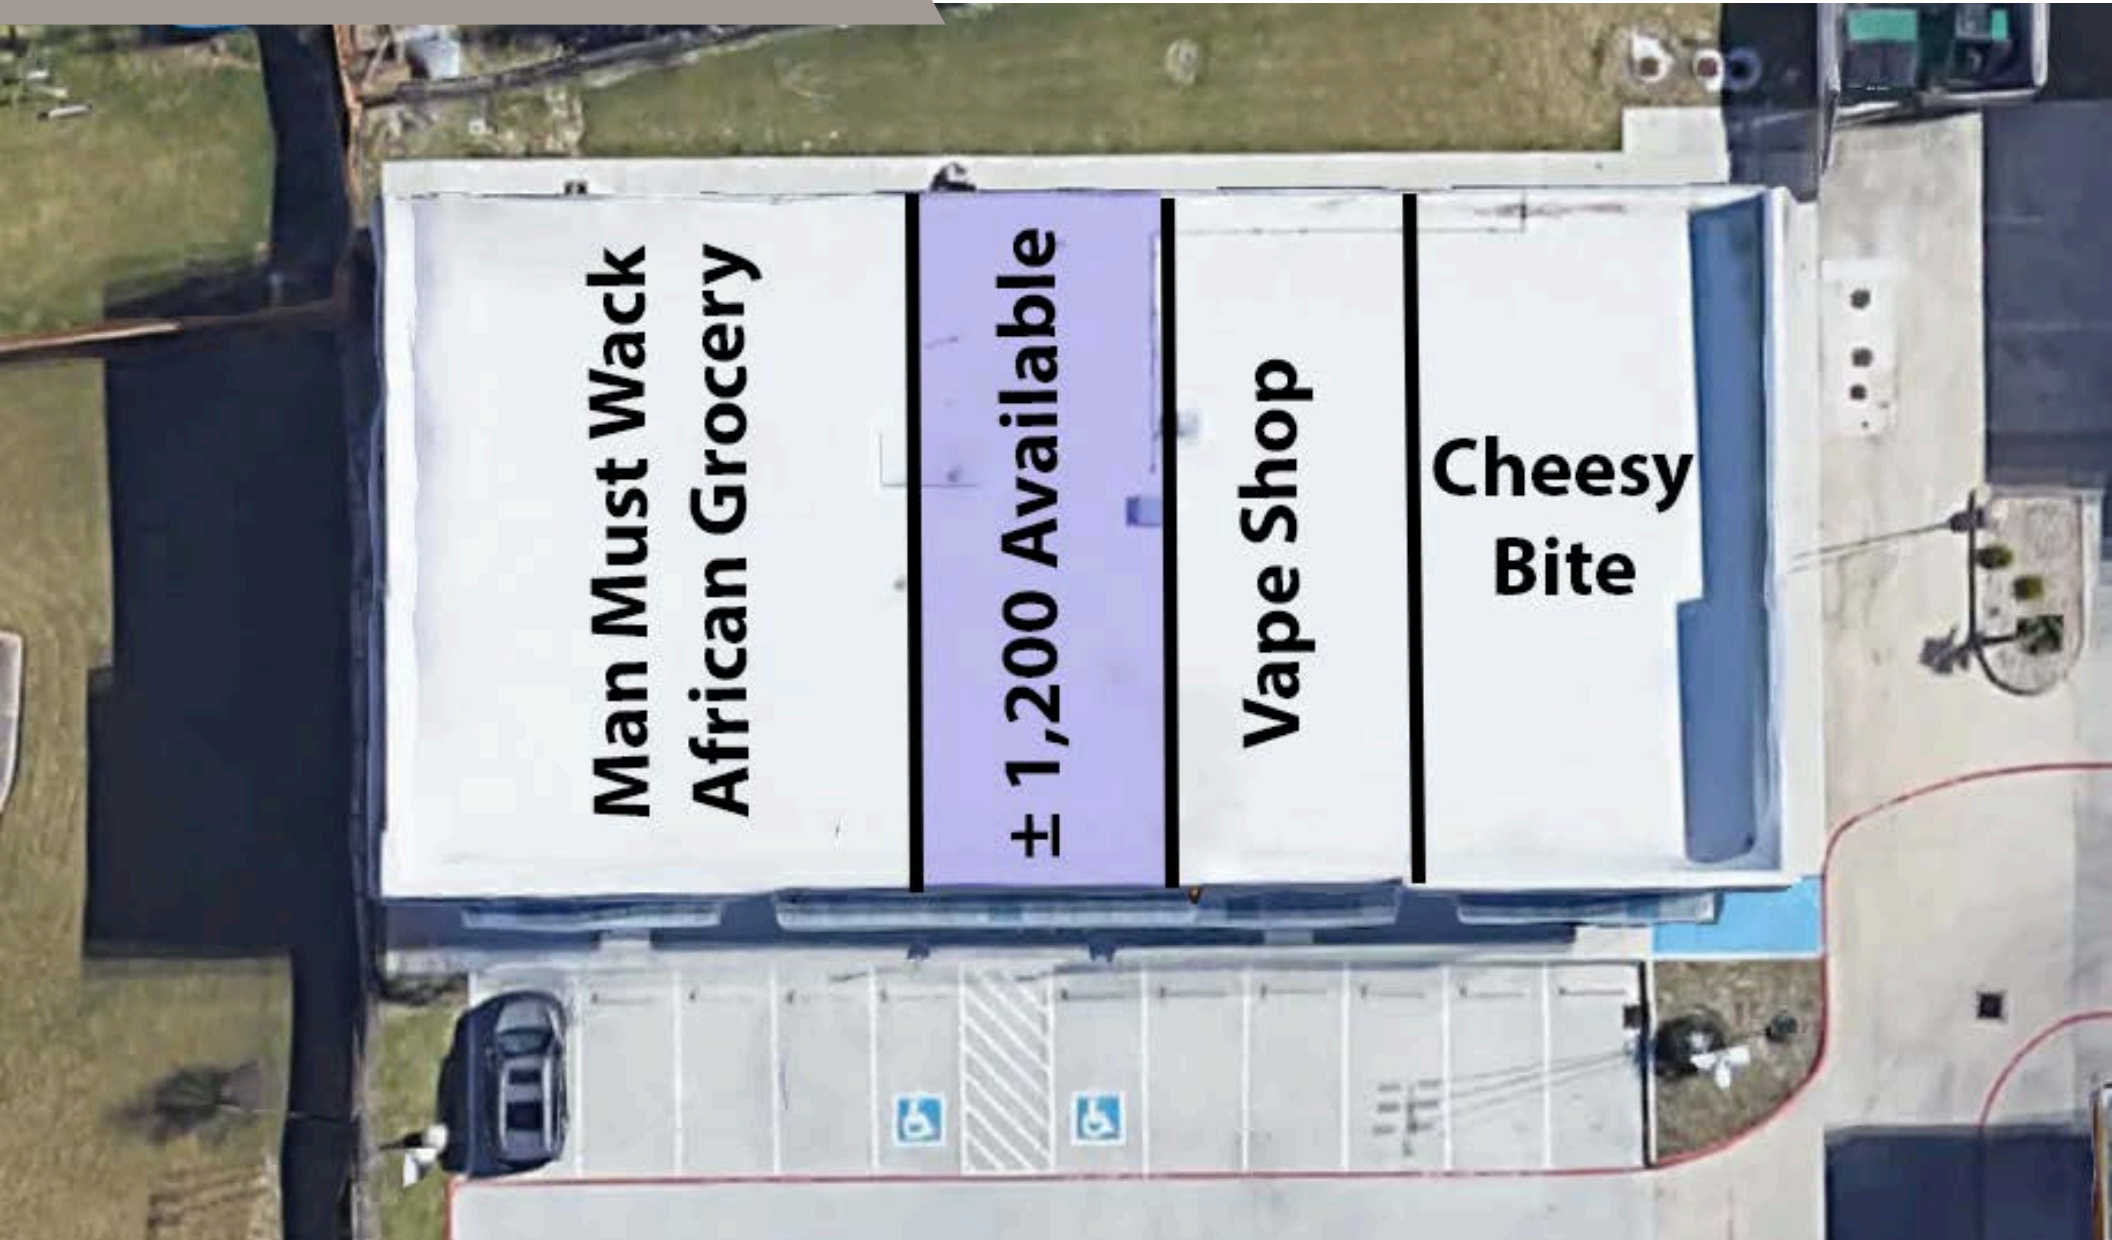 Man Must Wack
African Grocery
± 1,200 Available
Vape Shop
Cheesy
Bite